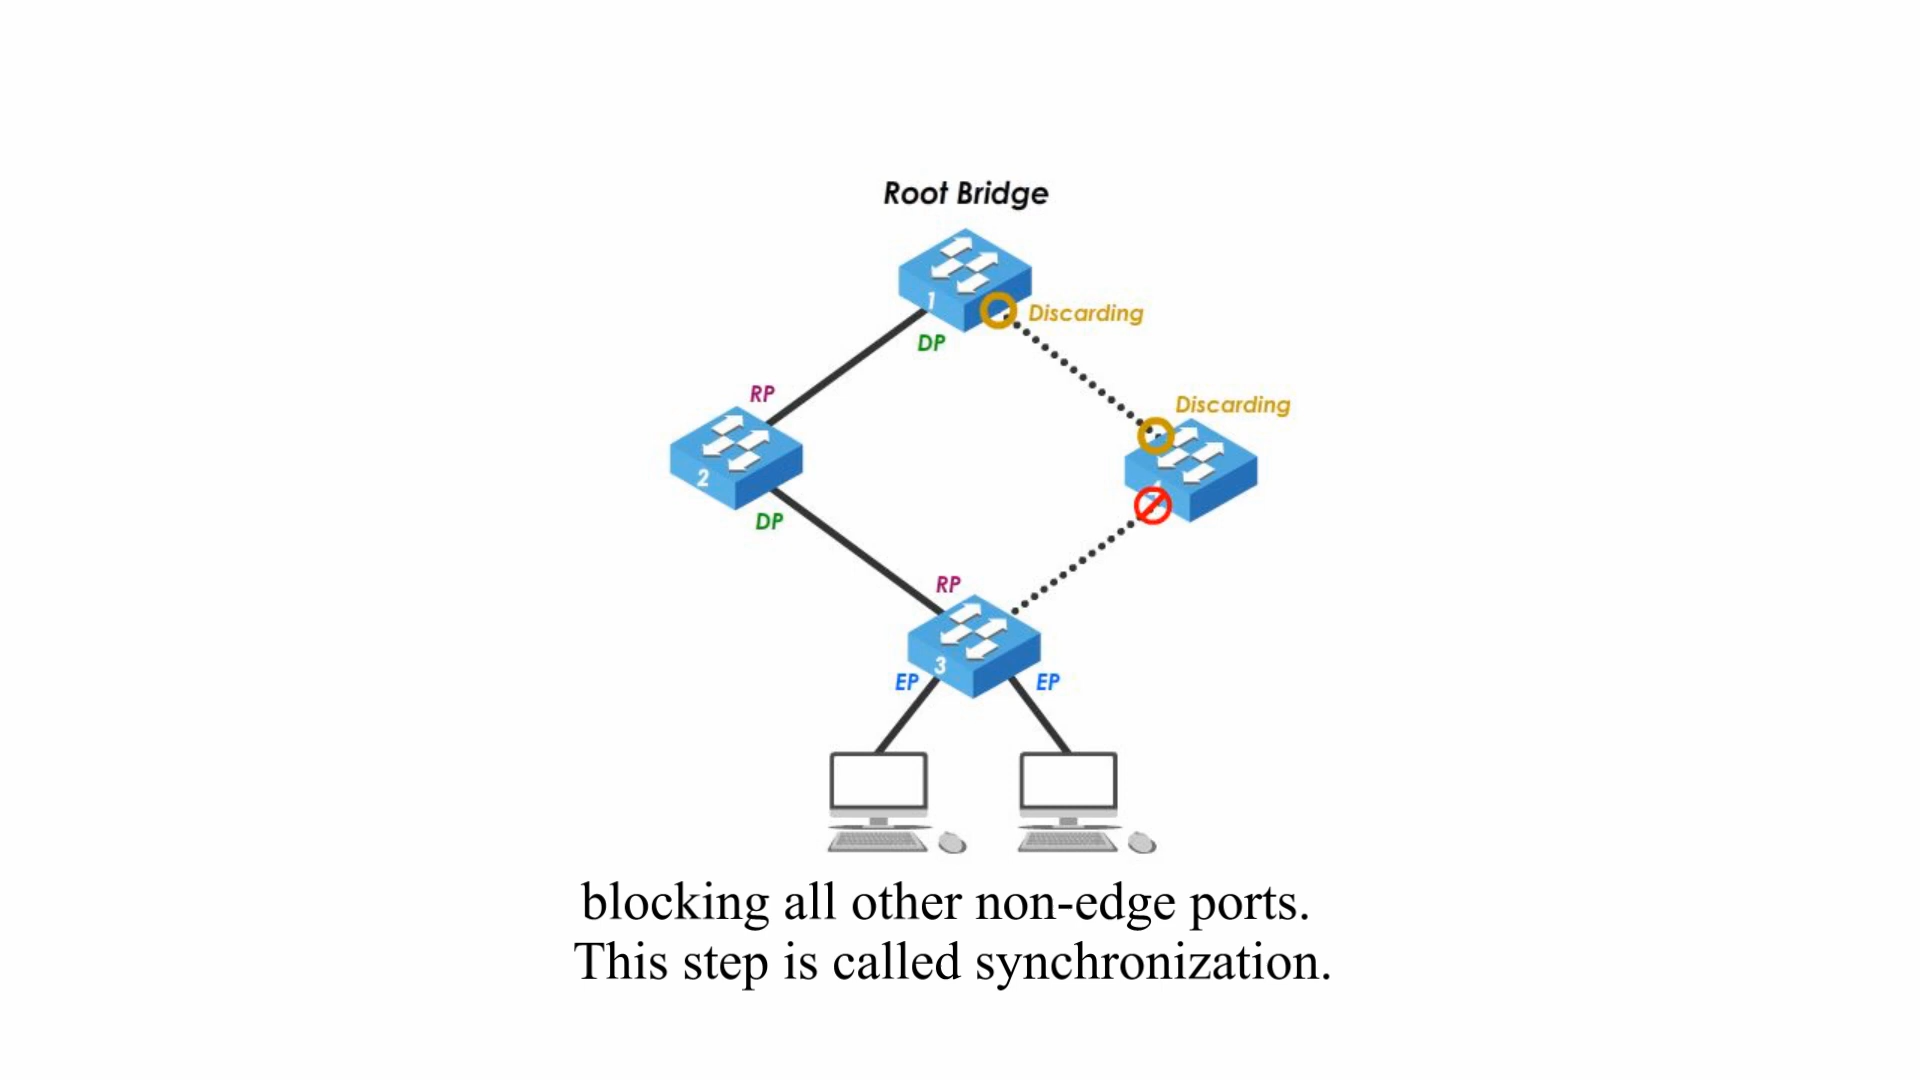 Root Bridge
1
Discarding
DP
RP
Discarding
2
DP
RP
3
EP
EP
blocking all other non-edge ports.
This step is called synchronization.